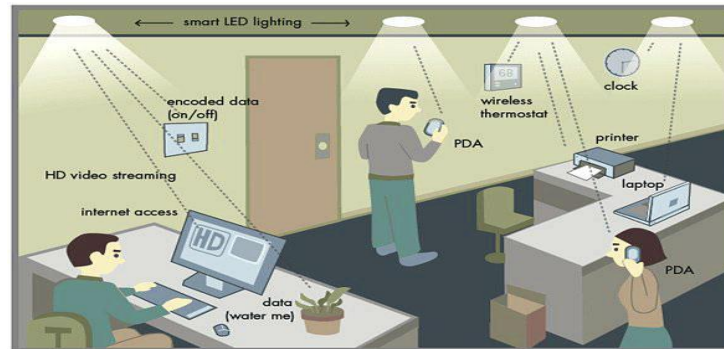 smart LED lighting
encoded data
(on/off)
HD video streaming
internet access
HD
data
(water me)
PDA
68
wireless
thermostat
clock
printer
laptop
PDA